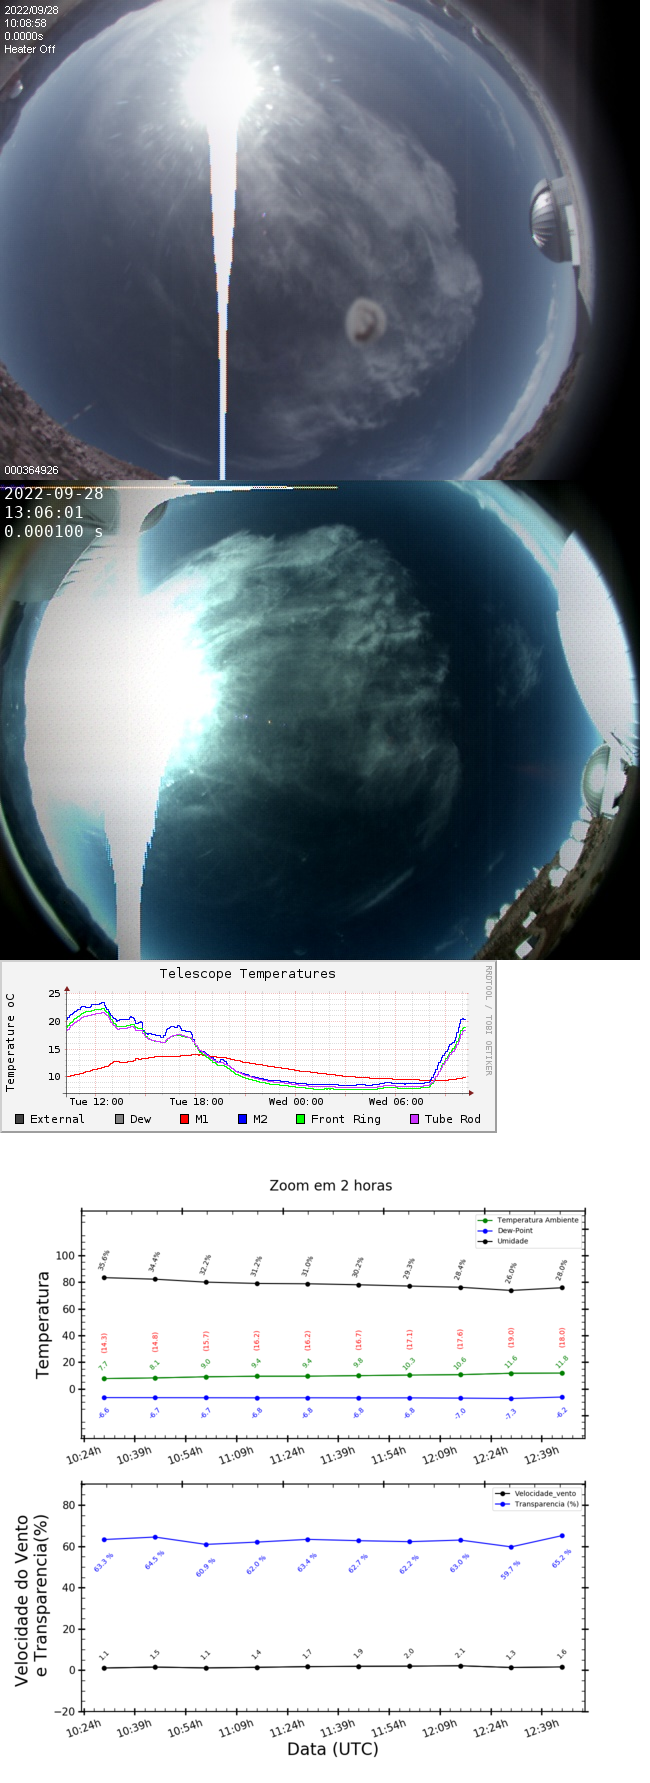 2022/09/28
10:08:58
0.0000s
Heater Off
000364926
2022-09-28
13:06:01
0.000100 s
Telescope Temperatures
RRDTOOL / TOBI OETIKER
Temperature oC
25
20
15
10
Tue 12:00 Tue 18:00 Wed 00:00 Wed 06:00
External Dew M1 M2 Front Ring Tube Rod
Zoom em 2 horas
Temperatura Ambiente
Dew-Point
Umidade
Temperatura
100
80
60
40
20
0
35.6% 34.4% 32.2% 31.2% 31.0% 30.2% 29.3% 28.4% 26.0% 28.0%
(14.3) (14.8) (15.7) (16.2) (16.2) (16.7) (17.1) (17.6) (19.0) (18.0)
7.7 8.1 9.0 9.4 9.4 9.8 10.3 10.6 11.6 11.8
-6.6 -6.7 -6.7 -6.8 -6.8 -6.8 -6.8 -7.0 -7.3 -6.2
10:24h 10:39h 10:54h 11:09h 11:24h 11:39h 11:54h 12:09h 12:24h 12:39h
Velocidade_vento
Transparencia (%)
Velocidade do Vento
e Transparencia(%)
80
60
40
20
0
−20
63.3 % 64.5 % 60.9 % 62.0 % 63.4 % 62.7 % 62.2 % 63.0 % 59.7 % 65.2 %
1.1 1.5 1.1 1.4 1.7 1.9 2.0 2.1 1.3 1.6
10:24h 10:39h 10:54h 11:09h 11:24h 11:39h 11:54h 12:09h 12:24h 12:39h
Data (UTC)